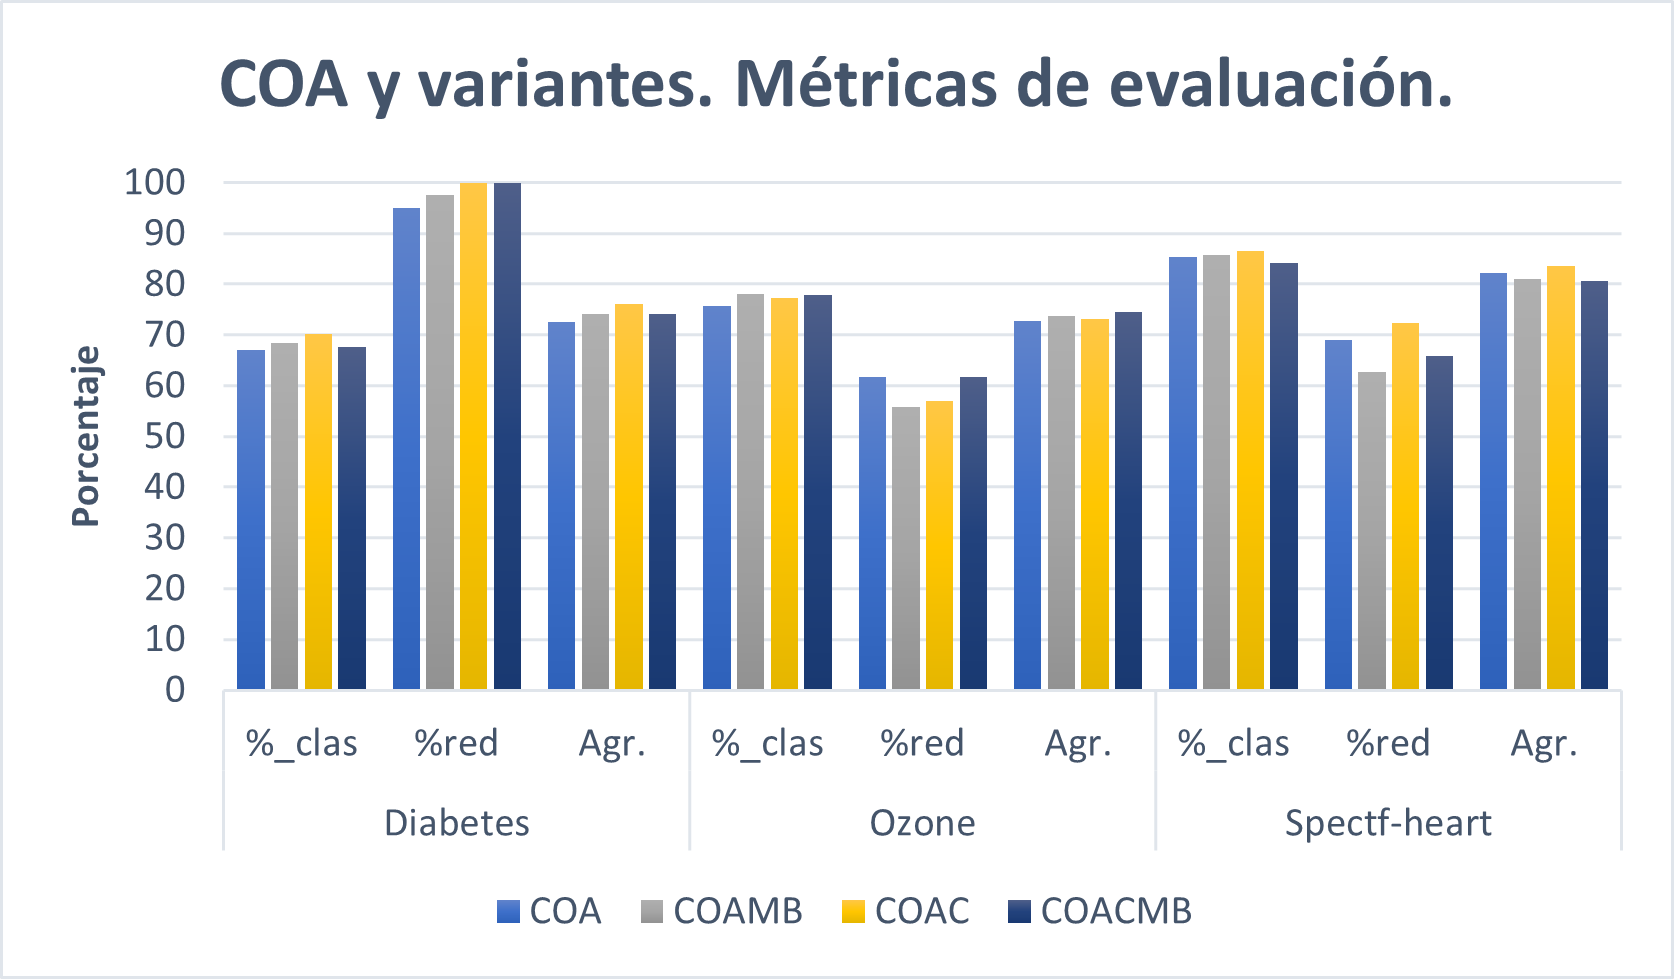 COA y variantes. Métricas de evaluación.
Porcentaje
100
90
80
70
60
50
40
30
20
10
0
%_clas %red Agr. %_clas %red Agr. %_clas %red Agr.
Diabetes Ozone Spectf-heart
COA COAMB COAC COACMB